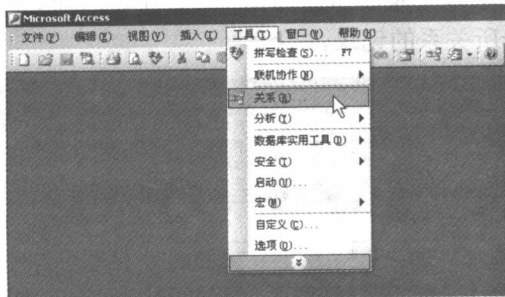 Microsoft Access
文件(F) 编辑(E) 视图(V) 插入(I) 工具(T) 窗口(W) 帮助(H)
拼写检查(S)... F7
联机协作(N)
关系(R)...
分析(Z)
数据库实用工具(D)
安全(T)
启动(U)...
宏(M)
自定义(C)...
选项(O)...